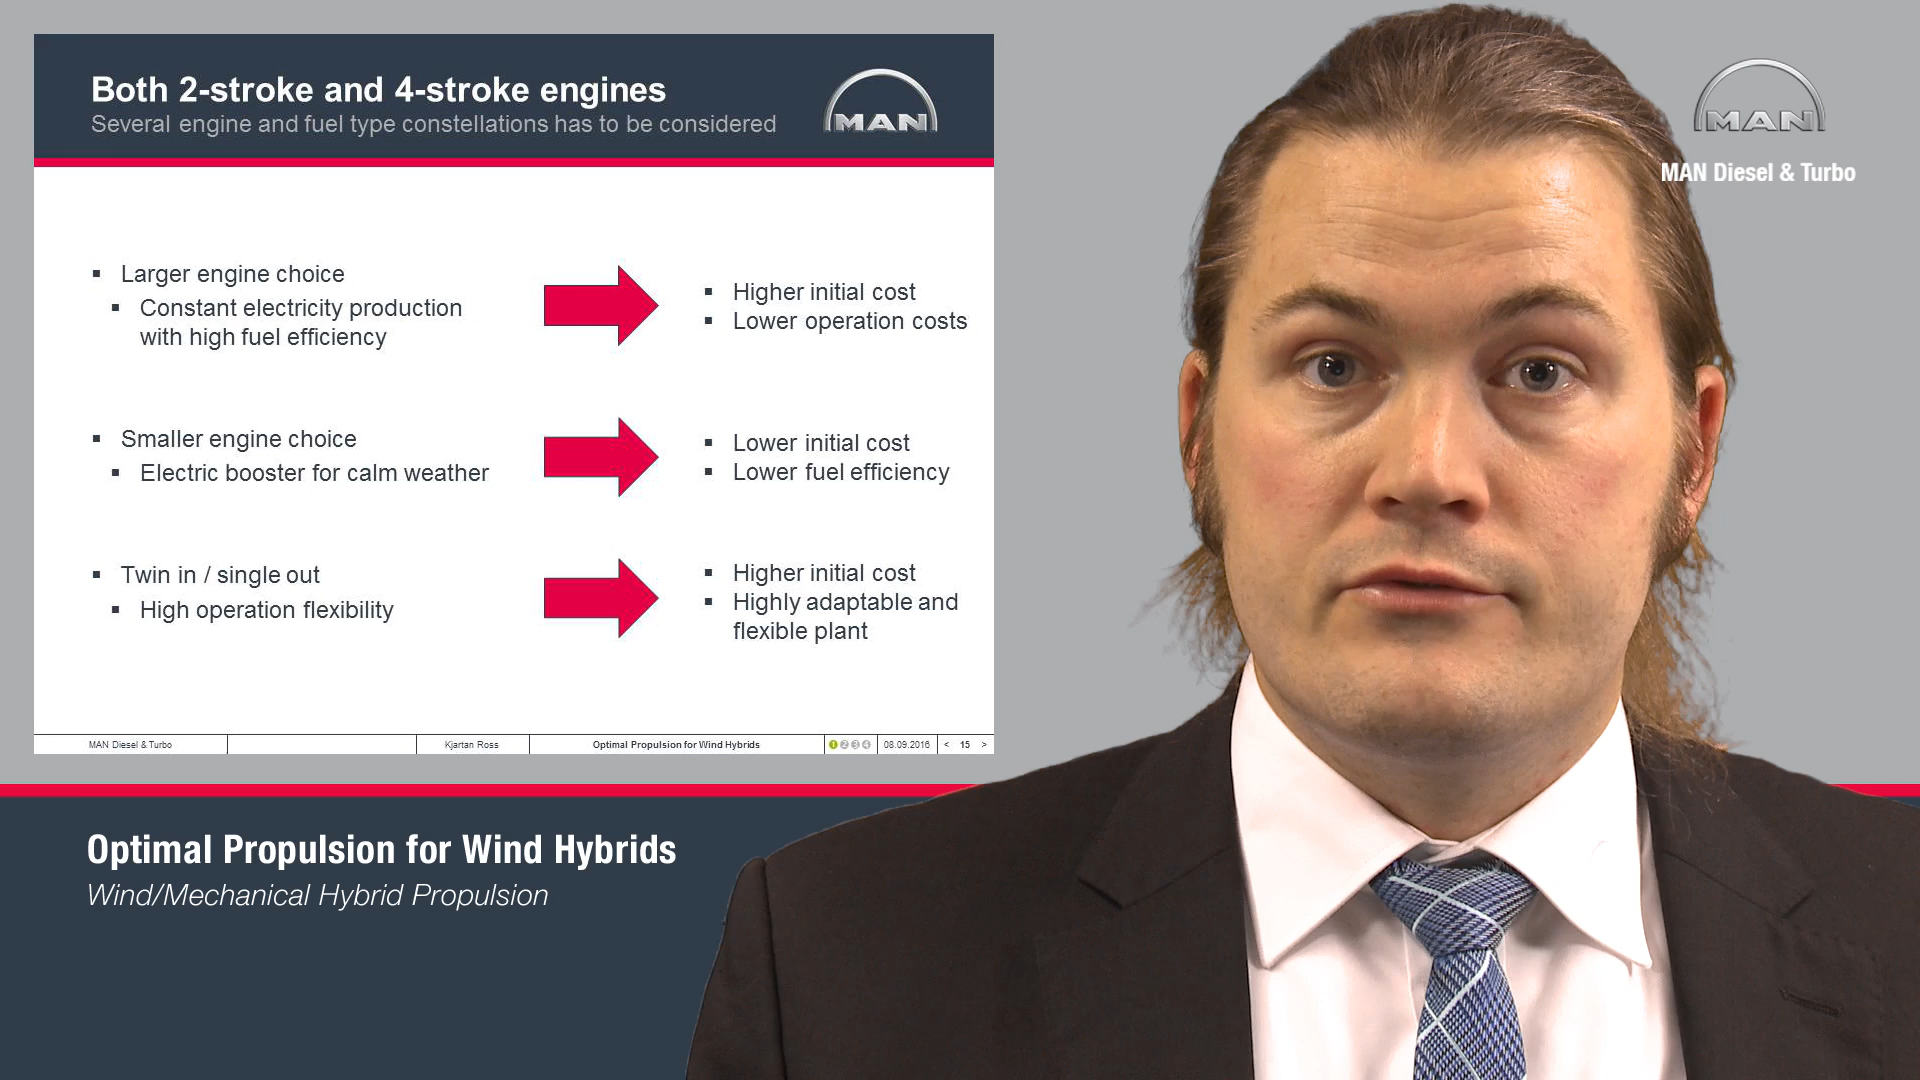 Both 2-stroke and 4-stroke engines
Several engine and fuel type constellations has to be considered
MAN
▪ Larger engine choice
▪ Constant electricity production
with high fuel efficiency
▪ Higher initial cost
▪ Lower operation costs
▪ Smaller engine choice
▪ Electric booster for calm weather
▪ Lower initial cost
▪ Lower fuel efficiency
▪ Twin in / single out
▪ High operation flexibility
▪ Higher initial cost
▪ Highly adaptable and
flexible plant
MAN Diesel & Turbo
Kjartan Ross
Optimal Propulsion for Wind Hybrids
1 2 3 4
08.09.2016
< 15 >
MAN
MAN Diesel & Turbo
Optimal Propulsion for Wind Hybrids
Wind/Mechanical Hybrid Propulsion